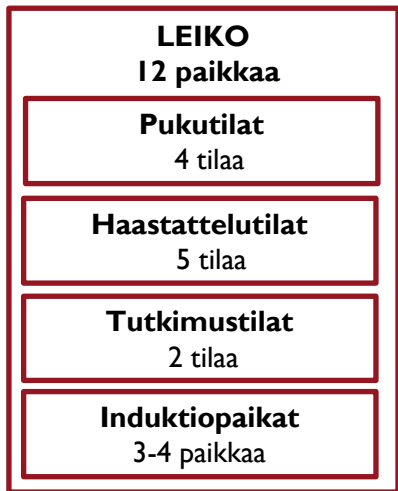 LEIKO
12 paikkaa
Pukutilat
4 tilaa
Haastattelutilat
5 tilaa
Tutkimustilat
2 tilaa
Induktiopaikat
3-4 paikkaa